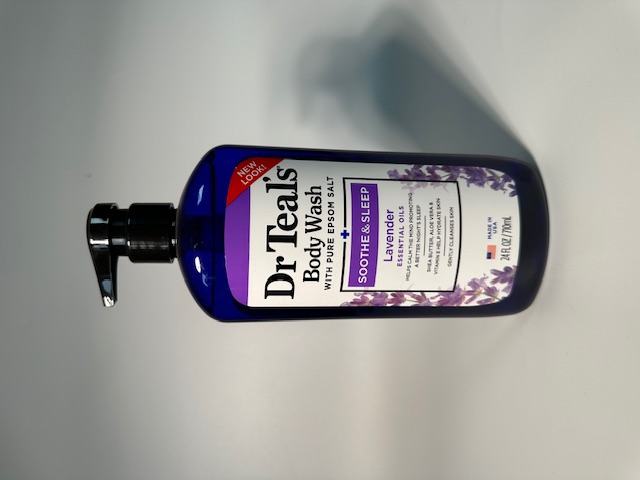 NEW
LOOK!
Dr Teal's®
Body Wash
WITH PURE EPSOM SALT
SOOTHE & SLEEP
Lavender
ESSENTIAL OILS
HELPS CALM THE MIND PROMOTING
A BETTER NIGHT'S SLEEP
SHEA BUTTER, ALOE VERA &
VITAMIN E HELP HYDRATE SKIN
GENTLY CLEANSES SKIN
MADE IN
USA
24 FL OZ / 710mL